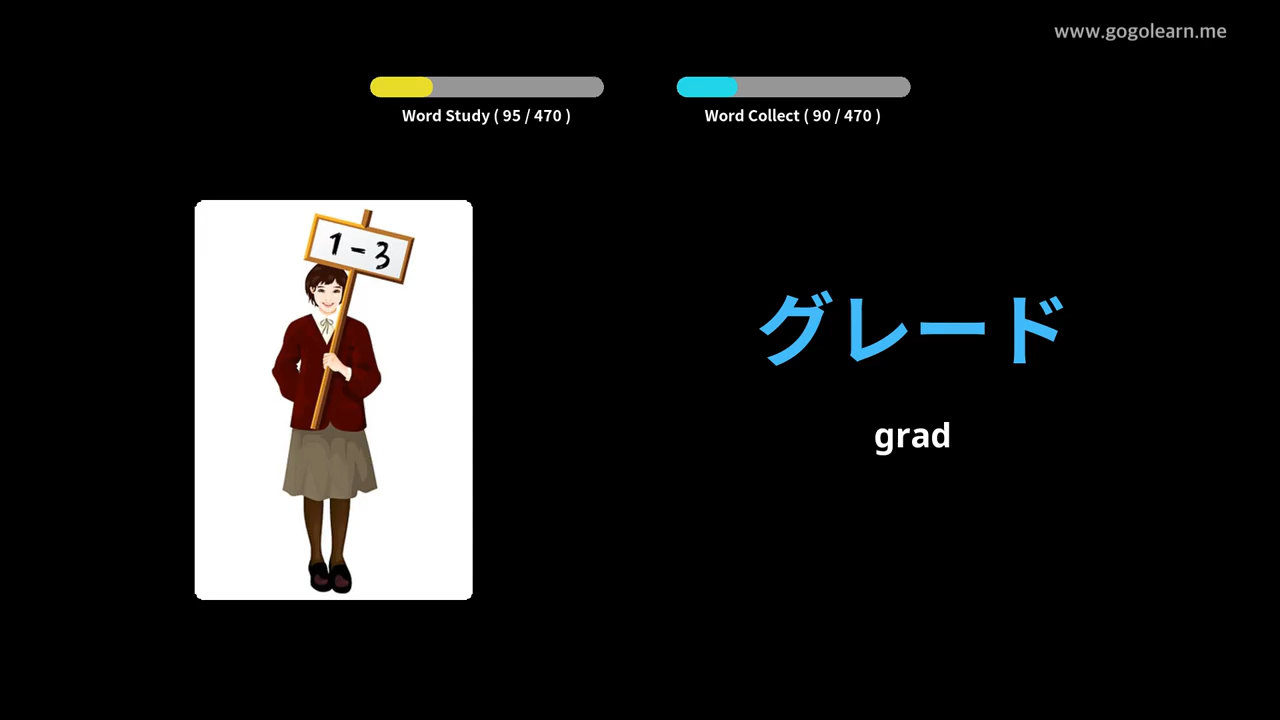 www.gogolearn.me
Word Study ( 95 / 470 )
Word Collect ( 90 / 470 )
1 - 3
グレード
grad